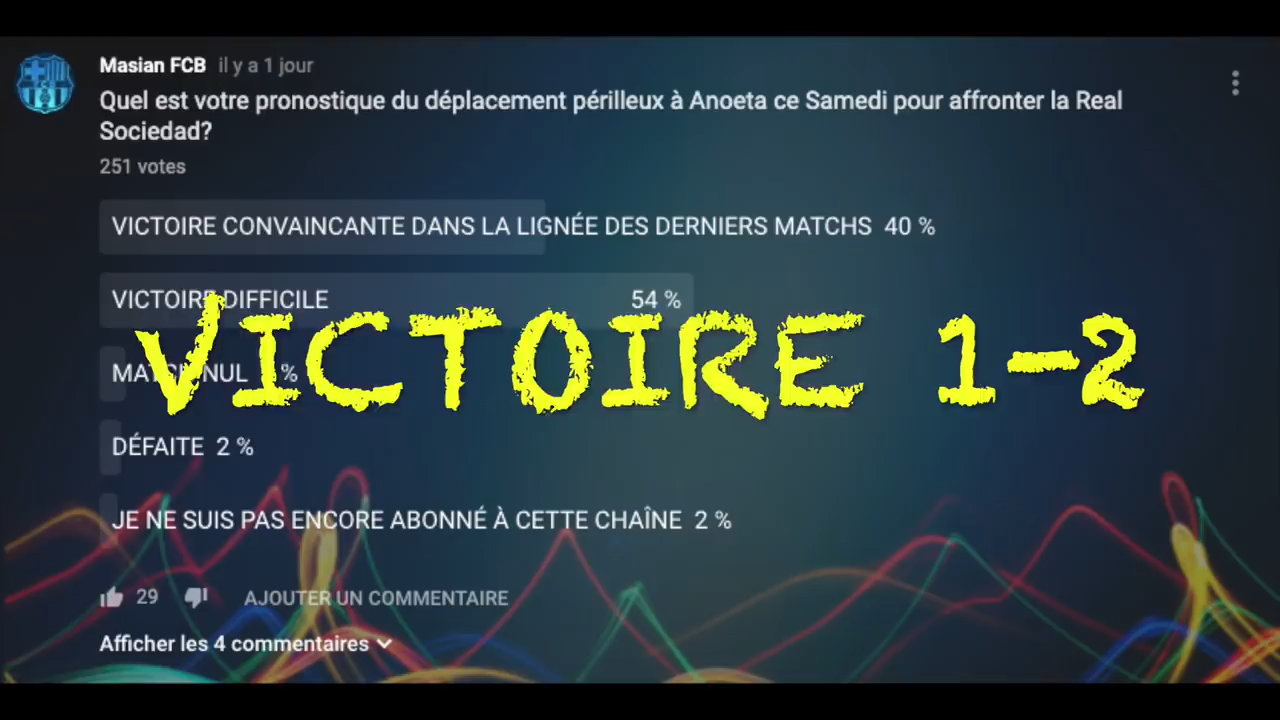 Masian FCB il y a 1 jour
Quel est votre pronostique du déplacement périlleux à Anoeta ce Samedi pour affronter la Real
Sociedad?
251 votes
VICTOIRE CONVAINCANTE DANS LA LIGNÉE DES DERNIERS MATCHS 40 %
VICTOIRE DIFFICILE 54 %
VICTOIRE 1-2
MATCH NUL %
DÉFAITE 2 %
JE NE SUIS PAS ENCORE ABONNÉ À CETTE CHAÎNE 2 %
29 AJOUTER UN COMMENTAIRE
Afficher les 4 commentaires